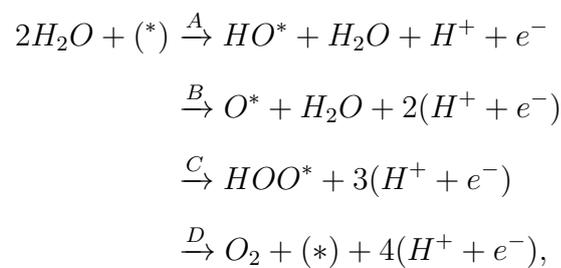 2H₂O + (*) →ᴬ HO* + H₂O + H⁺ + e⁻
→ᴮ O* + H₂O + 2(H⁺ + e⁻)
→ꟲ HOO* + 3(H⁺ + e⁻)
→ᴰ O₂ + (*) + 4(H⁺ + e⁻),